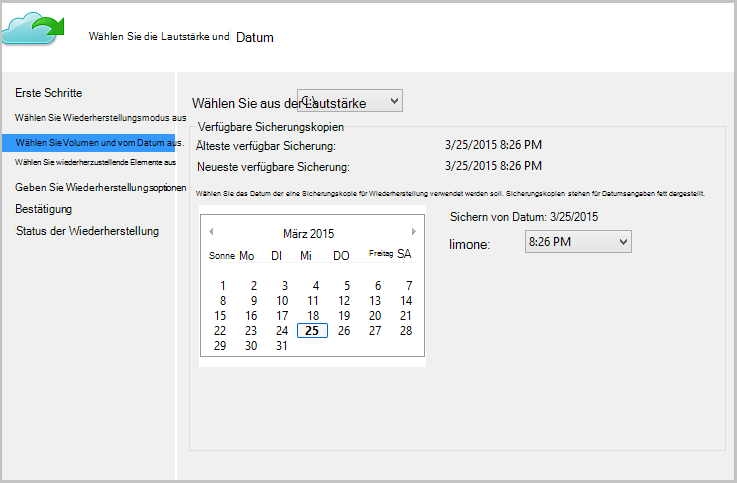 Wählen Sie die Lautstärke und Datum
Erste Schritte
Wählen Sie Wiederherstellungsmodus aus
Wählen Sie Volumen und vom Datum aus.
Wählen Sie wiederherzustellende Elemente aus
Geben Sie Wiederherstellungsoptionen
Bestätigung
Status der Wiederherstellung
Wählen Sie aus der Lautstärke C:\
Verfügbare Sicherungskopien
Älteste verfügbar Sicherung: 3/25/2015 8:26 PM
Neueste verfügbar Sicherung: 3/25/2015 8:26 PM
Wählen Sie das Datum der eine Sicherungskopie für Wiederherstellung verwendet werden soll. Sicherungskopien stehen für Datumsangaben fett dargestellt.
März 2015
Sonne Mo DI Mi DO Freitag SA
1 2 3 4 5 6 7
8 9 10 11 12 13 14
15 16 17 18 19 20 21
22 23 24 25 26 27 28
29 30 31
Sichern von Datum: 3/25/2015
limone: 8:26 PM